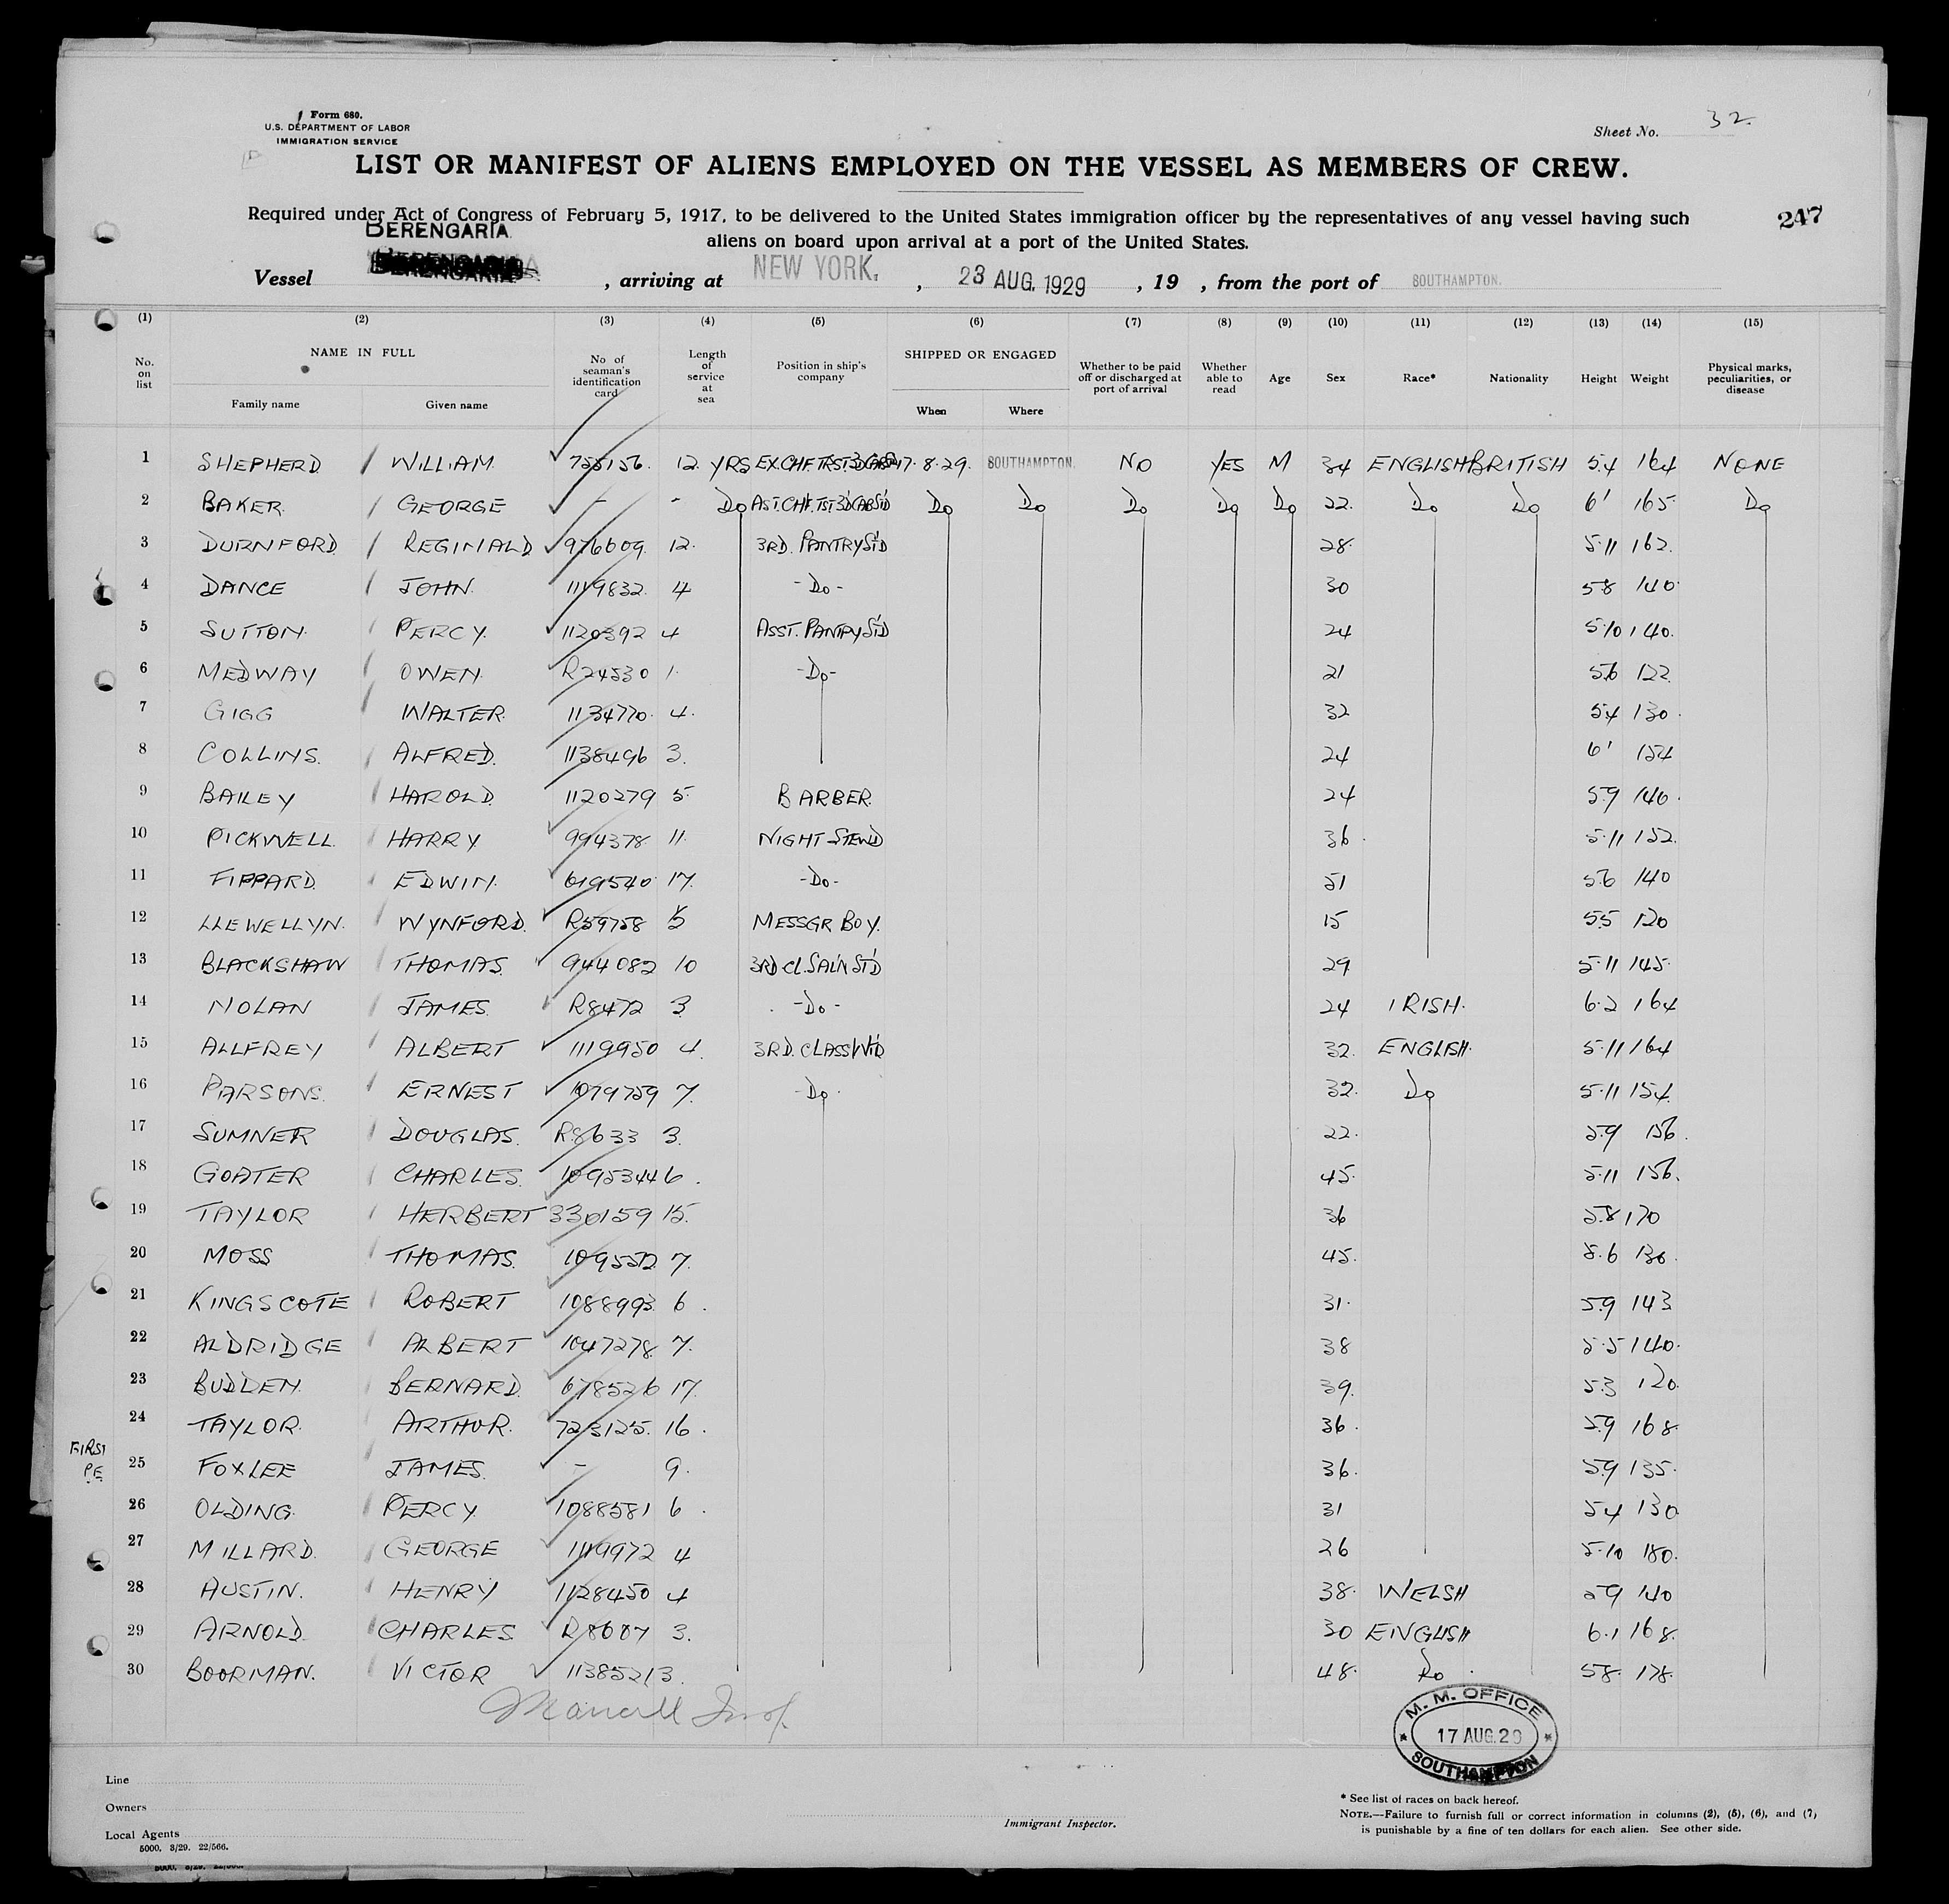 Form 680.
U.S. DEPARTMENT OF LABOR
IMMIGRATION SERVICE
Sheet No. 32
LIST OR MANIFEST OF ALIENS EMPLOYED ON THE VESSEL AS MEMBERS OF CREW.
Required under Act of Congress of February 5, 1917, to be delivered to the United States immigration officer by the representatives of any vessel having such
aliens on board upon arrival at a port of the United States.
247
BERENGARIA
Vessel BERENGARIA, arriving at NEW YORK, 23 AUG. 1929, 19 , from the port of SOUTHAMPTON.
(1) (2) (3) (4) (5) (6) (7) (8) (9) (10) (11) (12) (13) (14) (15)
No. on list NAME IN FULL Family name Given name No of seaman's identification card Length of service at sea Position in ship's company SHIPPED OR ENGAGED When Where Whether to be paid off or discharged at port of arrival Whether able to read Age Sex Race* Nationality Height Weight Physical marks, peculiarities, or disease
1 SHEPHERD WILLIAM 12 YRS 17.8.29. SOUTHAMPTON. NO YES M 34 ENGLISH BRITISH 5.4 164 NONE
2 BAKER. GEORGE - - Do AST.CHF.TST.3D CAB STD Do Do Do Do Do 22. Do Do 6' 165 Do
3 DURNFORD REGINALD 976609. 12. 3RD. PANTRY STD 28. 5.11 162.
4 DANCE JOHN. 1119832. 4 -Do- 30 5.8 140.
5 SUTTON. PERCY. 1120392 4 ASST. PANTRY STD 24 5.10 140.
6 MEDWAY OWEN. R24530 1. -Do- 21 5.6 122.
7 GIGG WALTER. 1134770. 4. 32 5.4 130.
8 COLLINS. ALFRED. 1138496 3. 24 6' 154
9 BAILEY HAROLD. 1120279 5. BARBER. 24 5.9 140.
10 PICKWELL. HARRY 994378 11. NIGHT STEWD 36. 5.11 152.
11 FIPPARD. EDWIN. 619540 17. -Do- 51 5.6 140
12 LLEWELLYN. WYNFORD. R59758 MESSGR BOY. 15 5.5 120
13 BLACKSHAW THOMAS. 944082 10 3RD CL. SALN STD 29. 5.11 145.
14 NOLAN JAMES. R8472 3 -Do- 24 IRISH. 6.2 164
15 ALLFREY ALBERT 1119950 4. 3RD. CLASS 32. ENGLISH. 5.11 164
16 PARSONS. ERNEST 1079759 7. -Do- 32. Do 5.11 154.
17 SUMNER DOUGLAS. R8633 3. 22. 5.9 156.
18 GOATER CHARLES. 1095344 6. 45. 5.11 156.
19 TAYLOR HERBERT 330159 15. 36 5.8 170
20 MOSS THOMAS. 7. 45. 5.6 130.
21 KINGSCOTE ROBERT 1088993. 6. 31. 5.9 143
22 ALDRIDGE ALBERT 1047278. 7. 38 5.5 140.
23 BUDDEN. BERNARD. 678526 17. 39. 5.3 120.
24 TAYLOR. ARTHUR. 723125. 16. 36. 5.9 168.
FIRST
P.E.
25 FOXLEE JAMES. - 9. 36. 5.9 135.
26 OLDING. PERCY. 1088581 6. 31 5.4 130
27 MILLARD. GEORGE 1119972 4 26 5.10 180.
28 AUSTIN. HENRY 1128450 4 38. WELSH 5.9 140
29 ARNOLD. CHARLES R8087 3. 30 ENGLISH 6.1 168.
30 BOORMAN. VICTOR 1138521 3. 48. Do 5.8. 178.
M. M. OFFICE
17 AUG.29
SOUTHAMPTON
Line
Owners
Local Agents
5000. 3/29. 22/566.
Immigrant Inspector.
* See list of races on back hereof.
NOTE.—Failure to furnish full or correct information in columns (2), (5), (6), and (7)
is punishable by a fine of ten dollars for each alien. See other side.